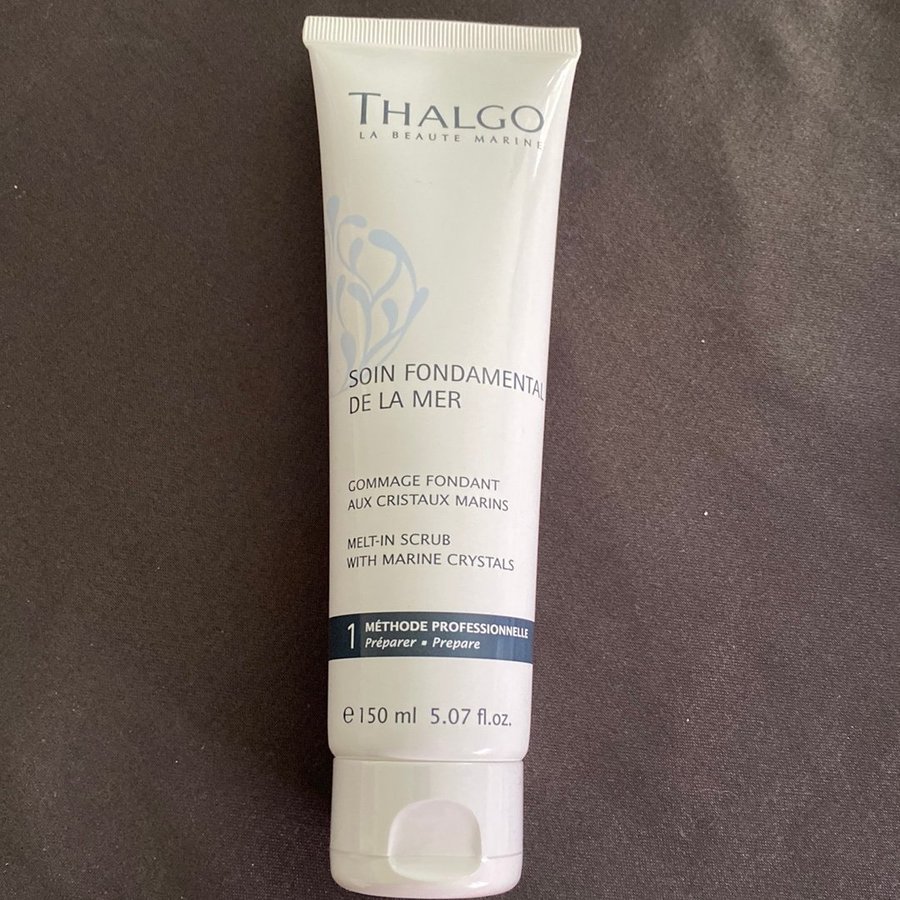 THALGO
LA BEAUTE MARINE
SOIN FONDAMENTAL
DE LA MER
GOMMAGE FONDANT
AUX CRISTAUX MARINS
MELT-IN SCRUB
WITH MARINE CRYSTALS
1 MÉTHODE PROFESSIONNELLE
Préparer ▪ Prepare
℮150 ml 5.07 fl.oz.